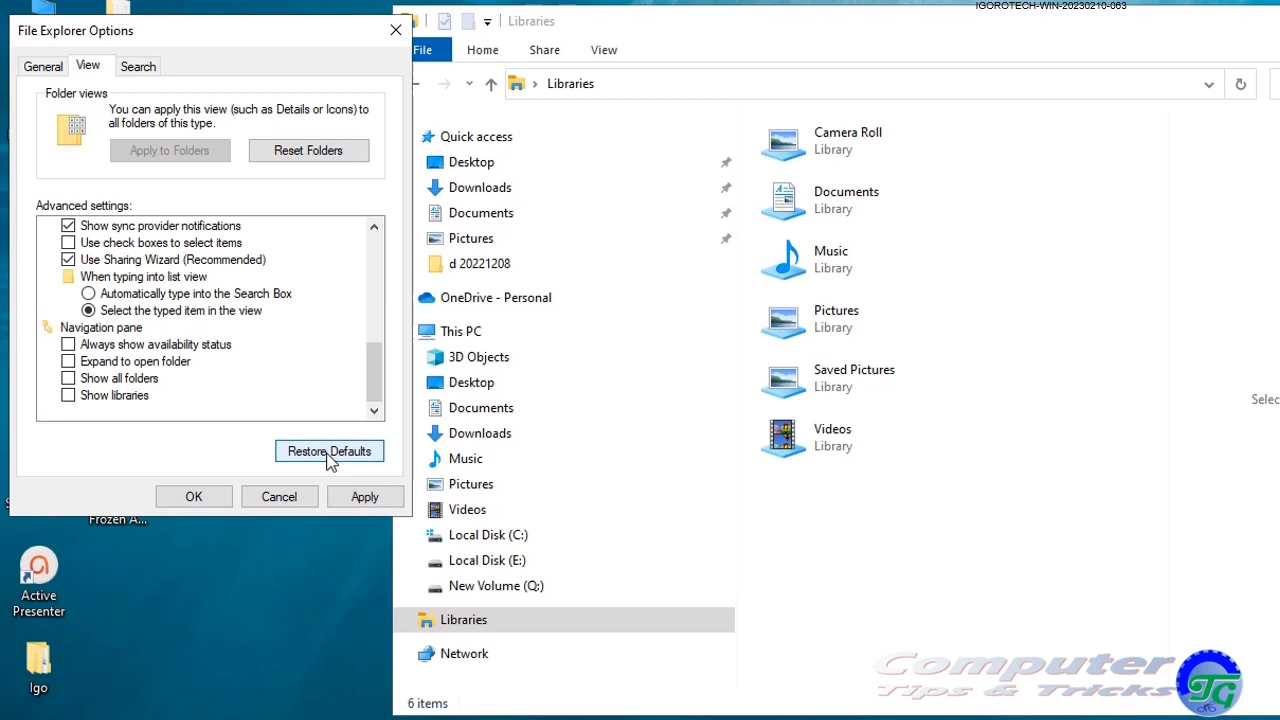 IGOROTECH-WIN-20230210-063
File Explorer Options
General
View
Search
Folder views
You can apply this view (such as Details or Icons) to
all folders of this type.
Apply to Folders
Reset Folders
Advanced settings:
Show sync provider notifications
Use check boxes to select items
Use Sharing Wizard (Recommended)
When typing into list view
Automatically type into the Search Box
Select the typed item in the view
Navigation pane
Always show availability status
Expand to open folder
Show all folders
Show libraries
Restore Defaults
OK
Cancel
Apply
Frozen A...
Active
Presenter
Igo
Libraries
File
Home
Share
View
Libraries
Quick access
Desktop
Downloads
Documents
Pictures
d 20221208
OneDrive - Personal
This PC
3D Objects
Desktop
Documents
Downloads
Music
Pictures
Videos
Local Disk (C:)
Local Disk (E:)
New Volume (Q:)
Libraries
Network
6 items
Camera Roll
Library
Documents
Library
Music
Library
Pictures
Library
Saved Pictures
Library
Videos
Library
Selec
Computer
Tips & Tricks